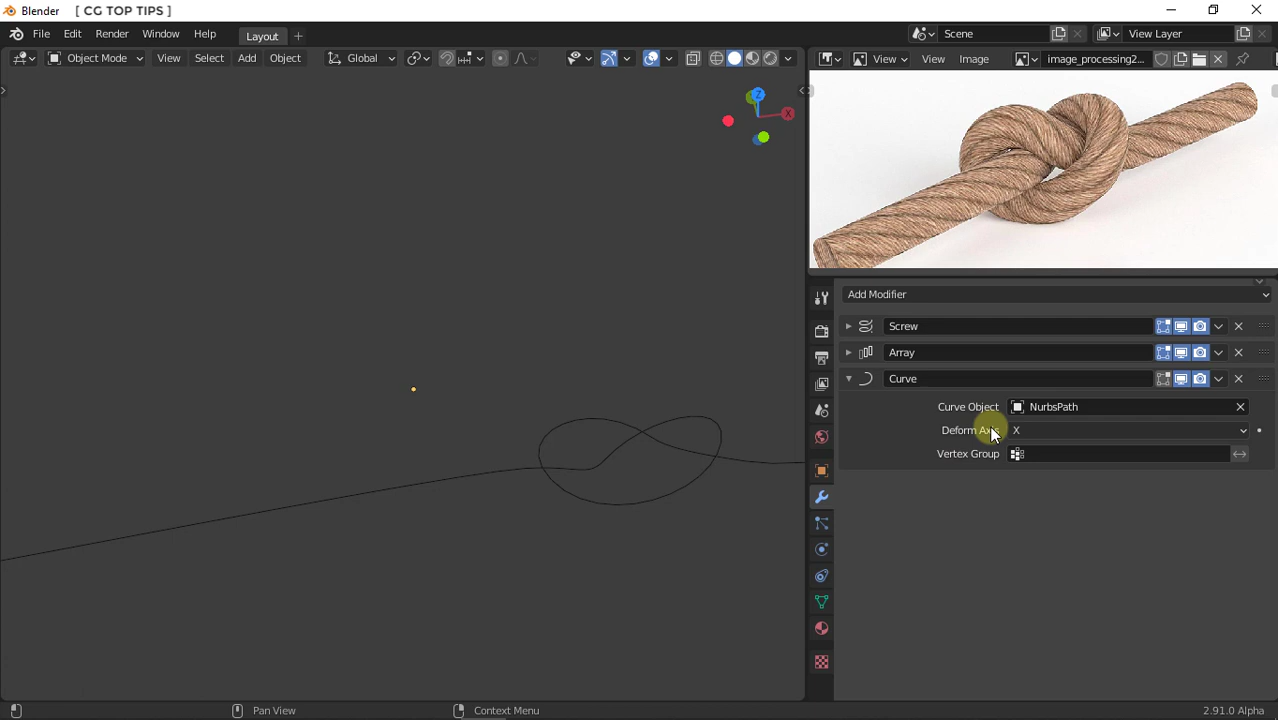 Blender [ CG TOP TIPS ]
File Edit Render Window Help Layout + Scene View Layer
Object Mode View Select Add Object Global View View Image image_processing2...
Z
X
Add Modifier
Screw
Array
Curve
Curve Object NurbsPath
Deform Axis X
Vertex Group
Pan View Context Menu 2.91.0 Alpha